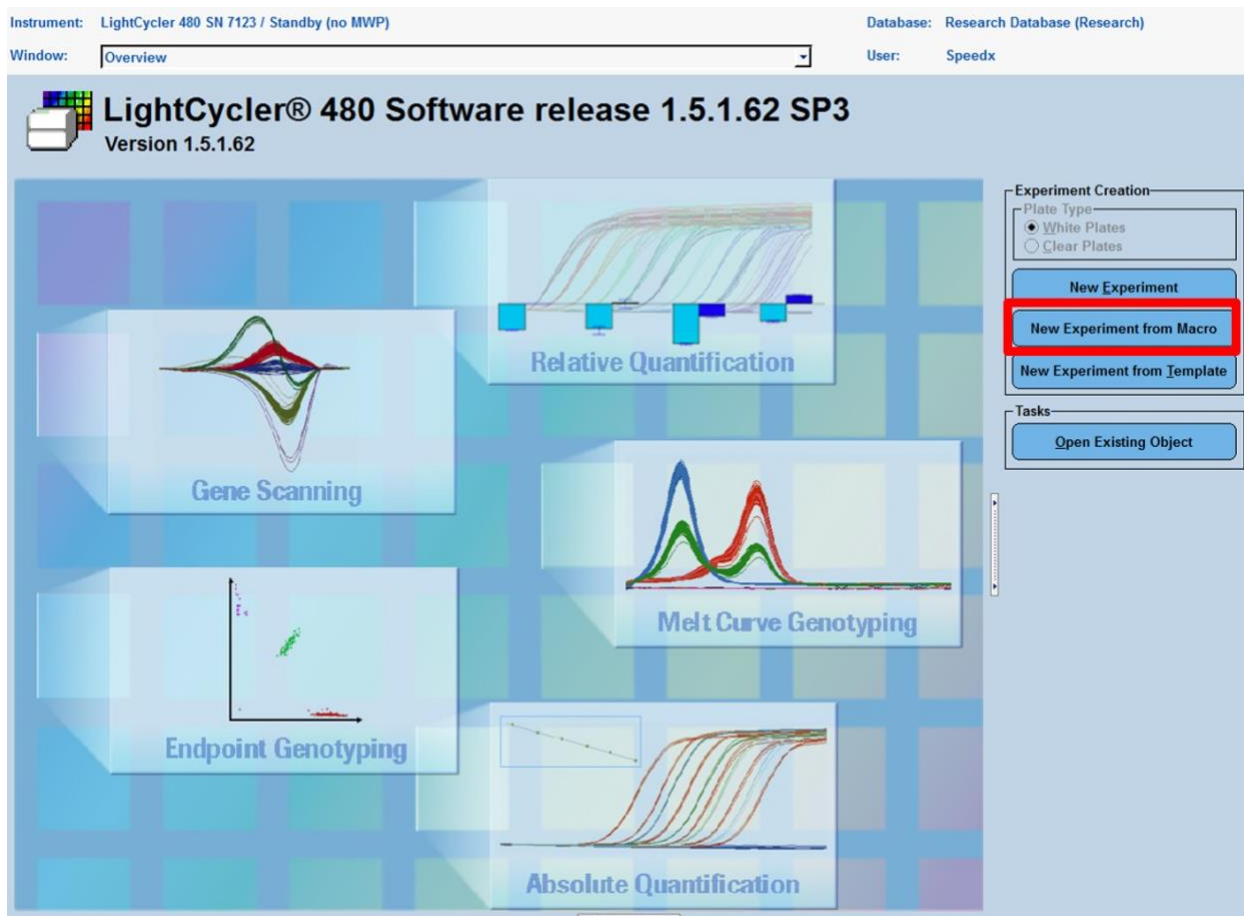 Instrument: LightCycler 480 SN 7123 / Standby (no MWP) Database: Research Database (Research)
Window: Overview User: Speedx
LightCycler® 480 Software release 1.5.1.62 SP3
Version 1.5.1.62
Experiment Creation
Plate Type
White Plates
Clear Plates
New Experiment
New Experiment from Macro
New Experiment from Template
Tasks
Open Existing Object
Relative Quantification
Gene Scanning
Melt Curve Genotyping
Endpoint Genotyping
Absolute Quantification